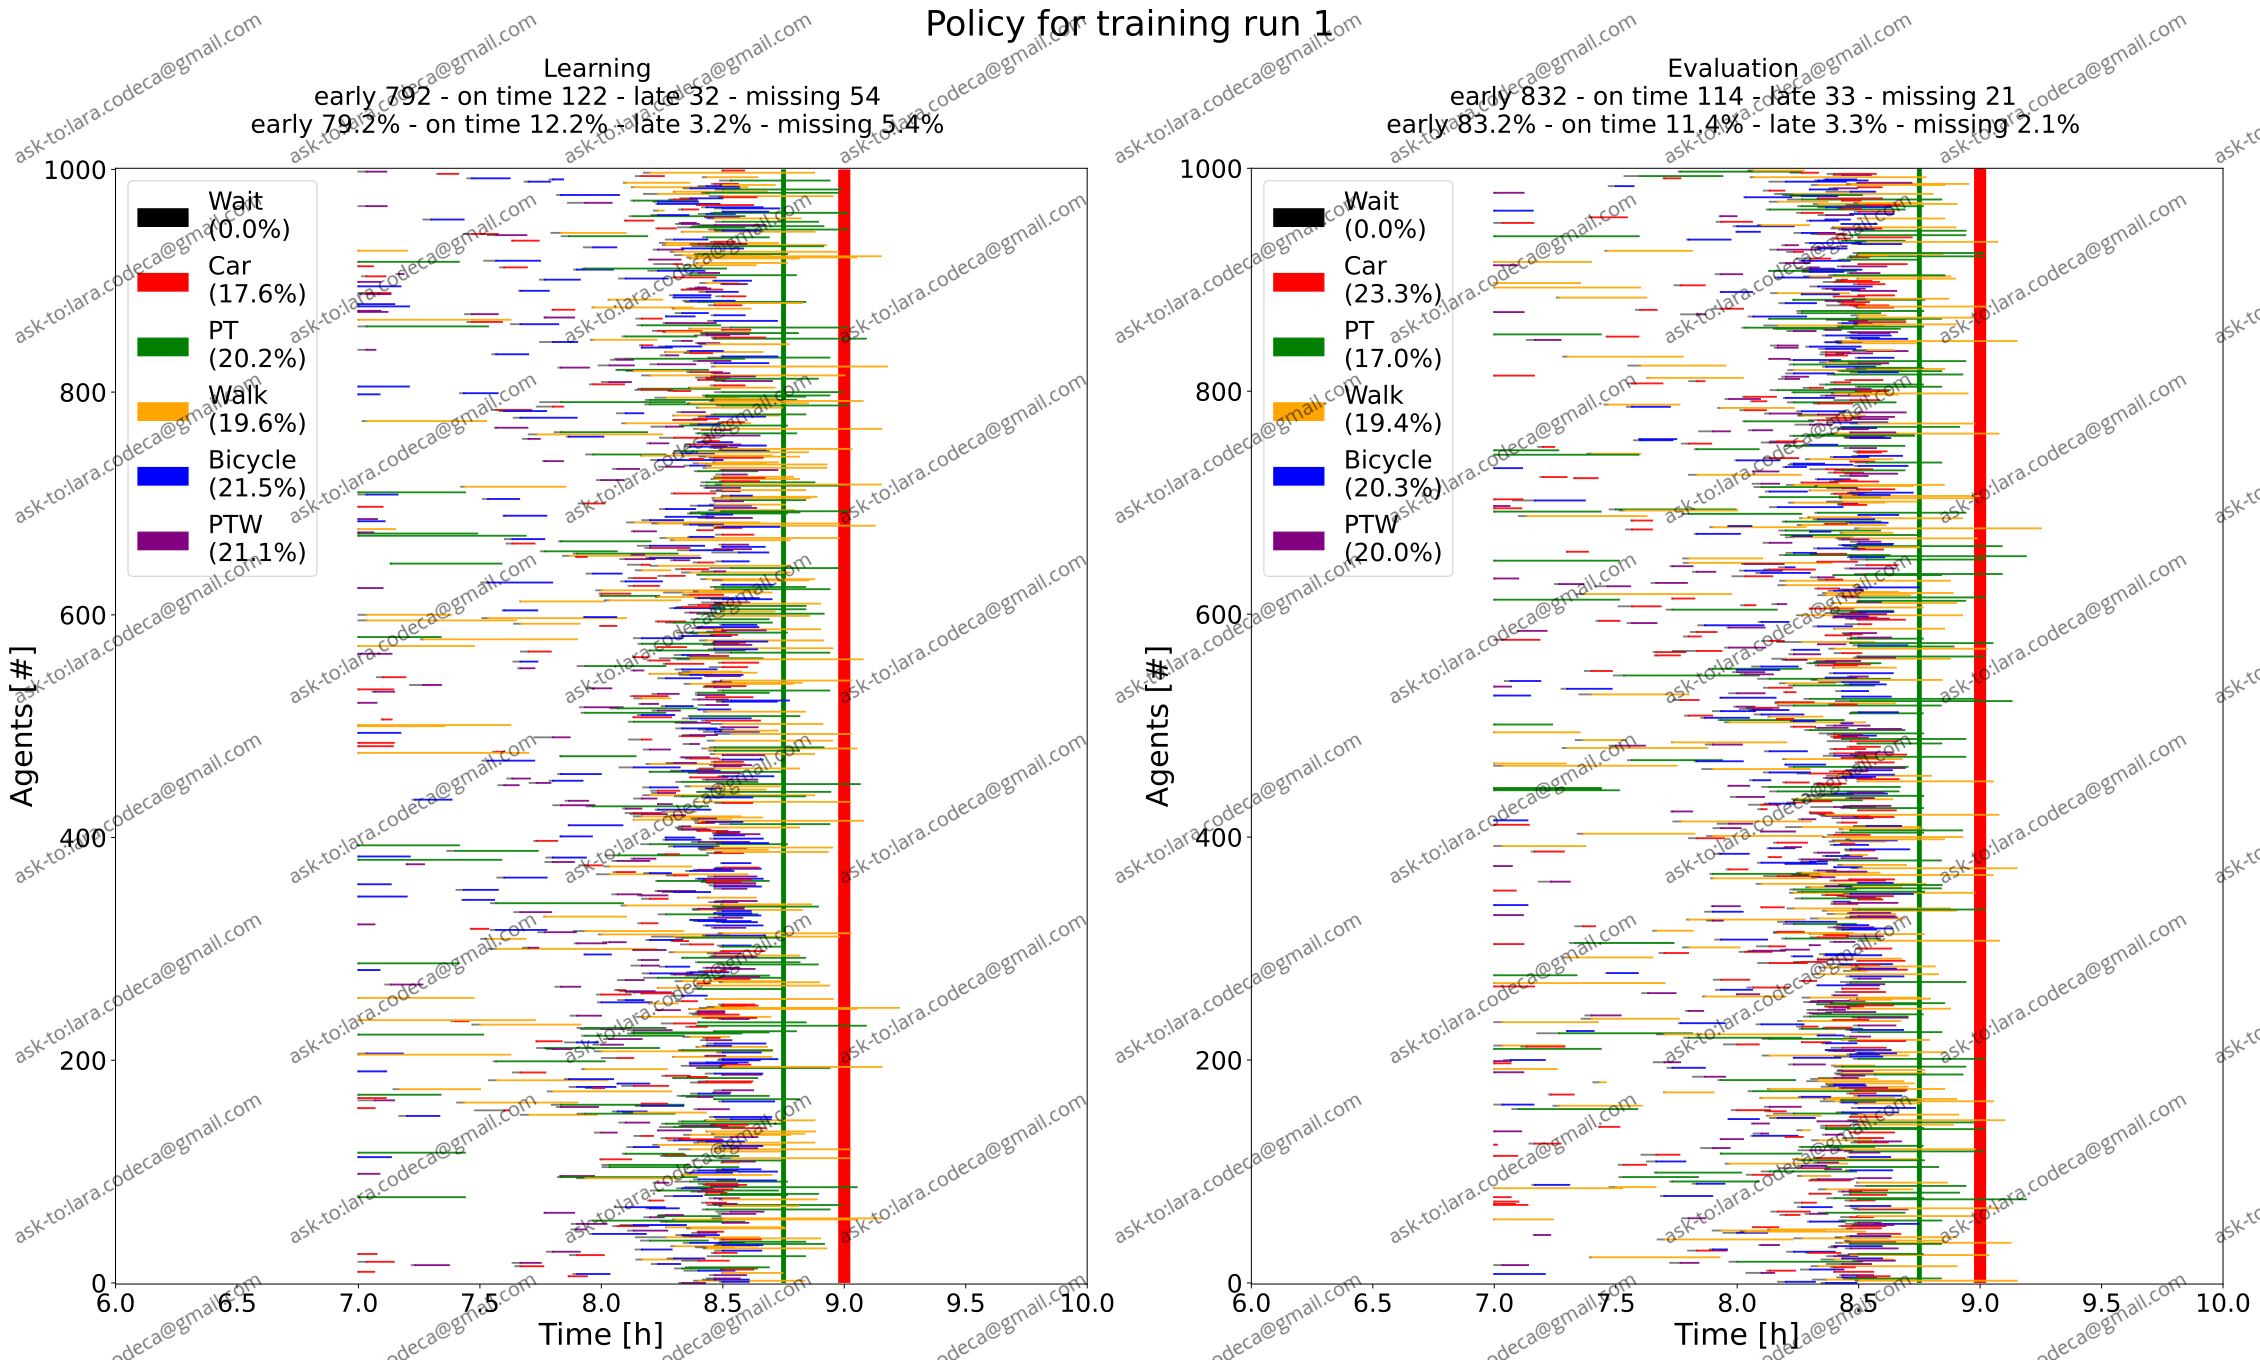 Policy for training run 1
Learning
early 792 - on time 122 - late 32 - missing 54
early 79.2% - on time 12.2% - late 3.2% - missing 5.4%
Agents [#]
1000
800
600
400
200
0
Wait
(0.0%)
Car
(17.6%)
PT
(20.2%)
Walk
(19.6%)
Bicycle
(21.5%)
PTW
(21.1%)
6.0 6.5 7.0 7.5 8.0 8.5 9.0 9.5 10.0
Time [h]
Evaluation
early 832 - on time 114 - late 33 - missing 21
early 83.2% - on time 11.4% - late 3.3% - missing 2.1%
Agents [#]
1000
800
600
400
200
0
Wait
(0.0%)
Car
(23.3%)
PT
(17.0%)
Walk
(19.4%)
Bicycle
(20.3%)
PTW
(20.0%)
6.0 6.5 7.0 7.5 8.0 8.5 9.0 9.5 10.0
Time [h]
ask-to:lara.codeca@gmail.com